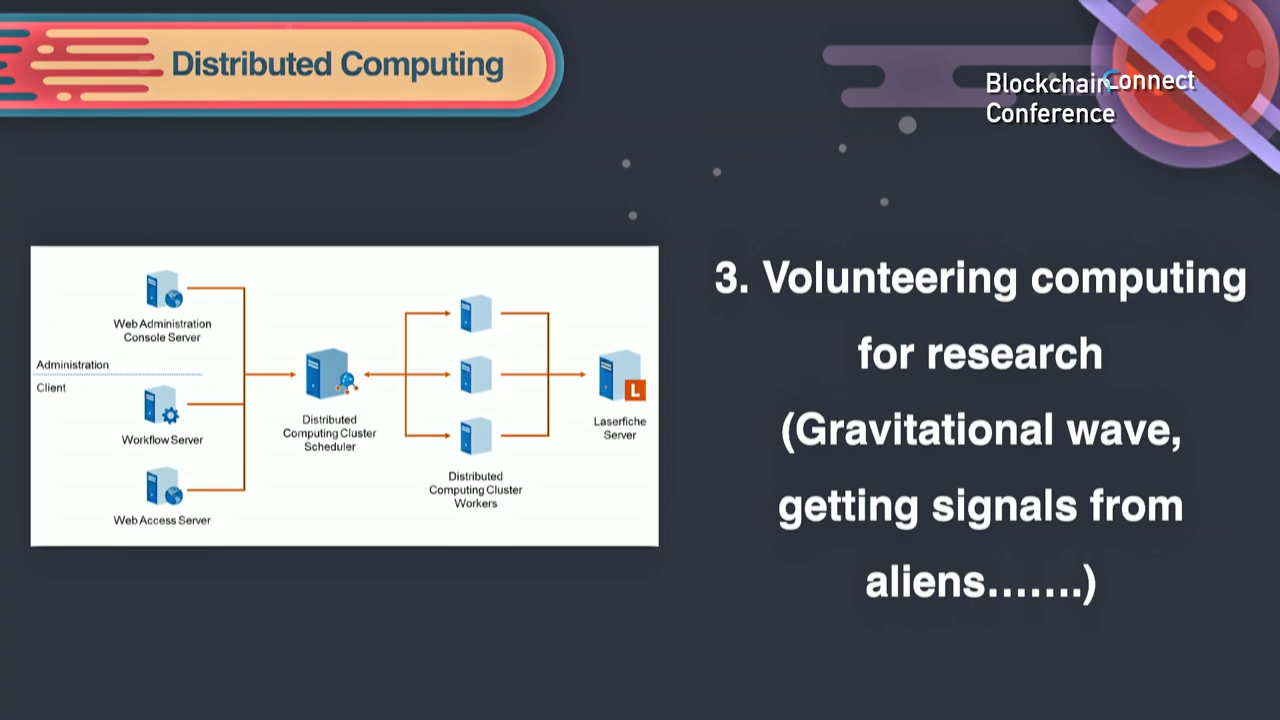 Distributed Computing
Blockchain Connect
Conference
Web Administration
Console Server
Administration
Client
Workflow Server
Web Access Server
Distributed
Computing Cluster
Scheduler
Distributed
Computing Cluster
Workers
L
Laserfiche
Server
3. Volunteering computing
for research
(Gravitational wave,
getting signals from
aliens…….)